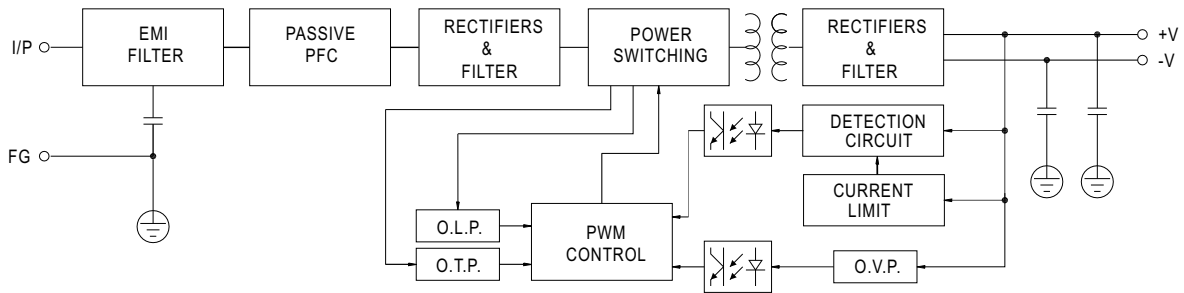 I/P
EMI
FILTER
PASSIVE
PFC
RECTIFIERS
&
FILTER
POWER
SWITCHING
RECTIFIERS
&
FILTER
+V
-V
FG
DETECTION
CIRCUIT
CURRENT
LIMIT
O.L.P.
O.T.P.
PWM
CONTROL
O.V.P.